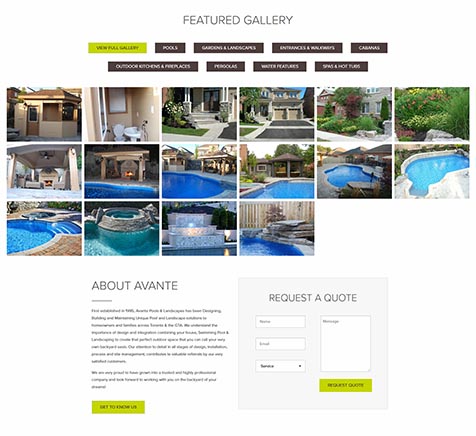 FEATURED GALLERY
VIEW FULL GALLERY
POOLS
GARDENS & LANDSCAPES
ENTRANCES & WALKWAYS
CABANAS
OUTDOOR KITCHENS & FIREPLACES
PERGOLAS
WATER FEATURES
SPAS & HOT TUBS
ABOUT AVANTE
First established in 1980, Avante Pools & Landscapes has been Designing,
Building and Maintaining Unique Pool and Landscape solutions to
homeowners and families across Toronto & the GTA. We understand the
importance of design and integration combining your house, Swimming Pool &
Landscaping to create that perfect outdoor space that you can call your very
own backyard oasis. Our attention to detail in all stages of design, installation,
process and site management, contributes to valuable referrals by our very
satisfied customers.
We are very proud to have grown into a trusted and highly professional
company and look forward to working with you on the backyard of your
dreams!
GET TO KNOW US
REQUEST A QUOTE
Name
Email
Service
Message
REQUEST QUOTE